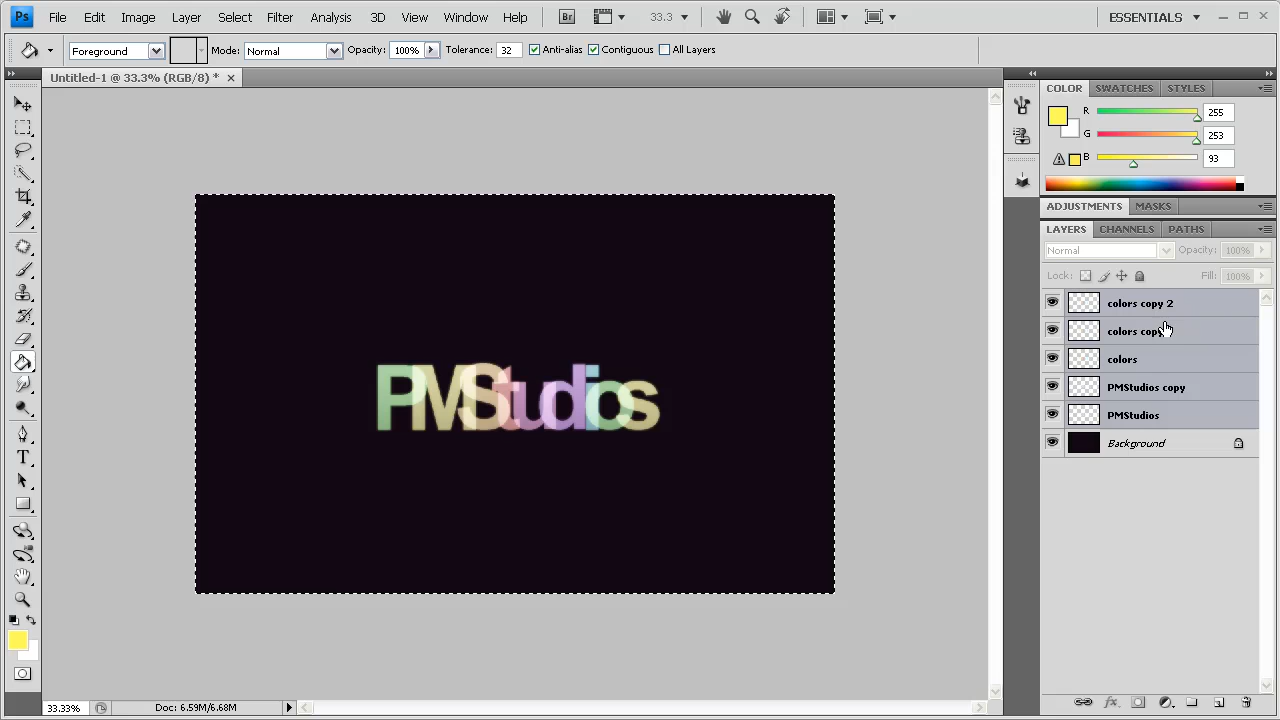 Ps File Edit Image Layer Select Filter Analysis 3D View Window Help Br 33.3 ESSENTIALS
Foreground Mode: Normal Opacity: 100% Tolerance: 32 Anti-alias Contiguous All Layers
Untitled-1 @ 33.3% (RGB/8) *
COLOR SWATCHES STYLES
R 255
G 253
B 93
ADJUSTMENTS MASKS
LAYERS CHANNELS PATHS
Normal Opacity: 100%
Lock: Fill: 100%
colors copy 2
colors copy
colors
PMStudios copy
PMStudios
Background
PMStudios
T
fx
33.33% Doc: 6.59M/6.68M